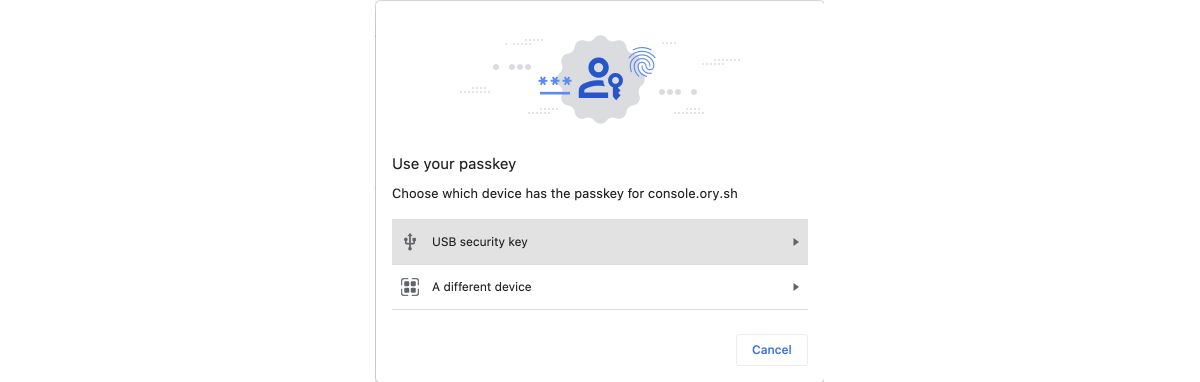 ***
Use your passkey
Choose which device has the passkey for console.ory.sh
USB security key
A different device
Cancel